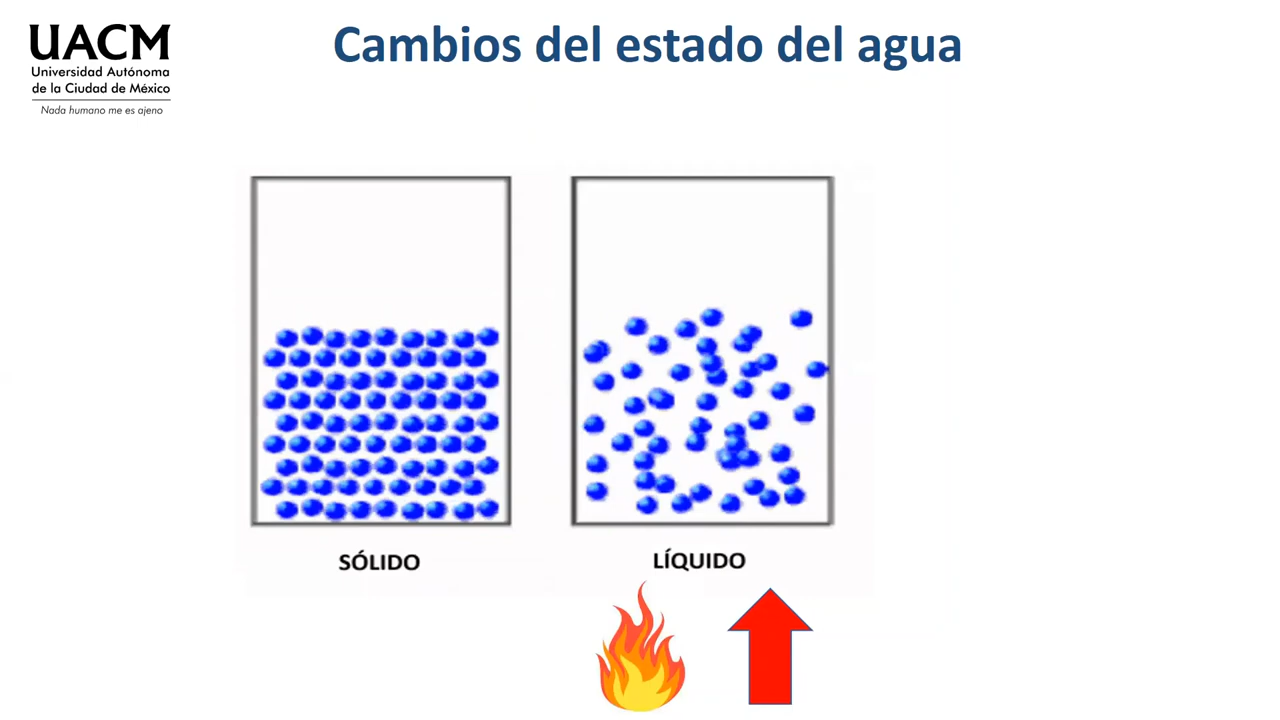 UACM
Universidad Autónoma
de la Ciudad de México
Nada humano me es ajeno
Cambios del estado del agua
SÓLIDO
LÍQUIDO